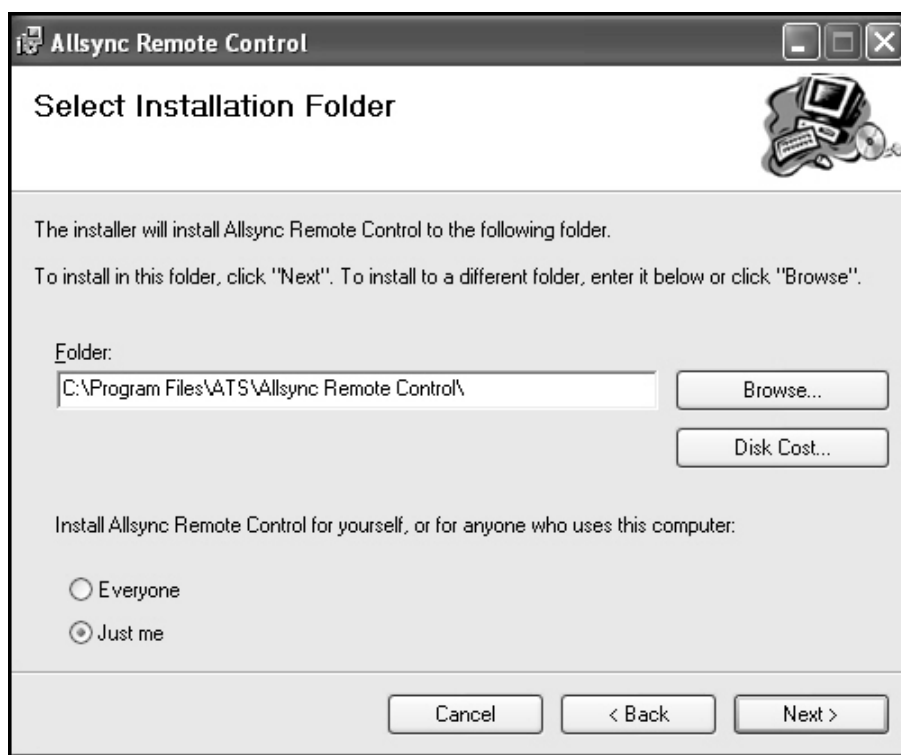 Allsync Remote Control
Select Installation Folder
The installer will install Allsync Remote Control to the following folder.
To install in this folder, click "Next". To install to a different folder, enter it below or click "Browse".
Folder:
C:\Program Files\ATS\Allsync Remote Control\
Browse...
Disk Cost...
Install Allsync Remote Control for yourself, or for anyone who uses this computer:
Everyone
Just me
Cancel
< Back
Next >